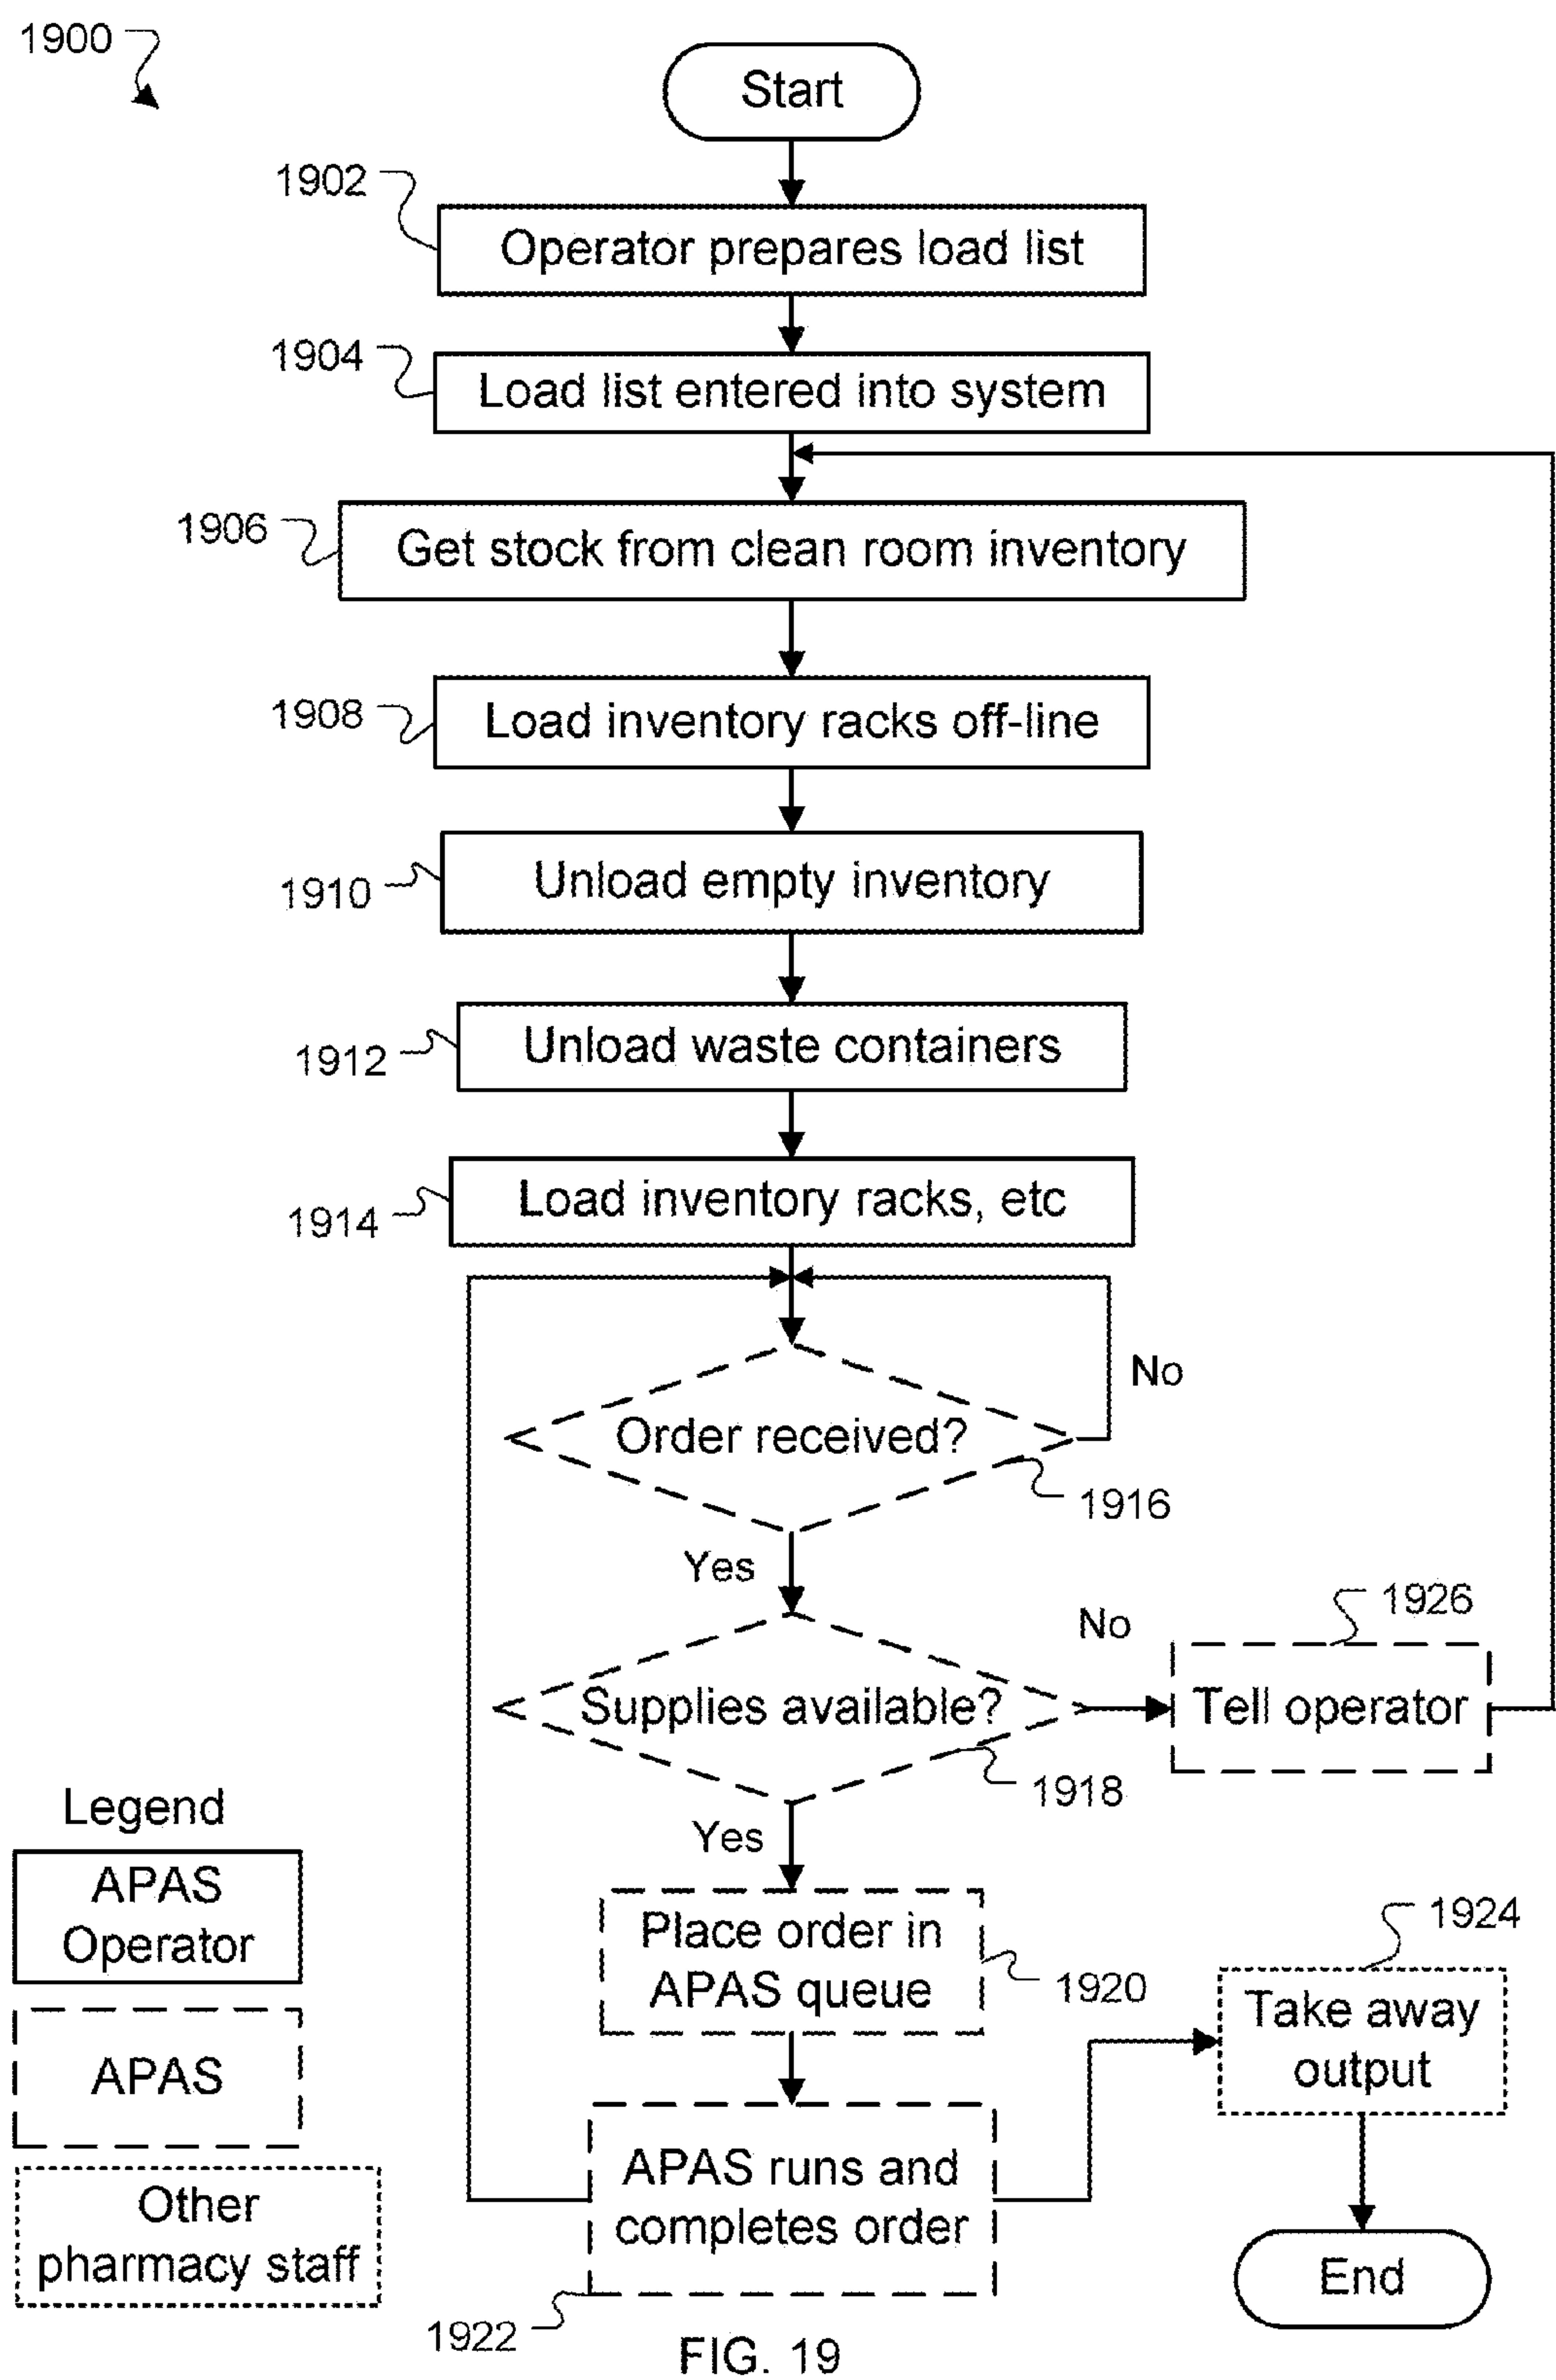 1900
Start
1902
Operator prepares load list
1904
Load list entered into system
1906
Get stock from clean room inventory
1908
Load inventory racks off-line
1910
Unload empty inventory
1912
Unload waste containers
1914
Load inventory racks, etc
No
Order received?
1916
Yes
1926
No
Supplies available?
Tell operator
1918
Yes
Legend
APAS
Operator
APAS
Other
pharmacy staff
Place order in
APAS queue
1920
1924
Take away
output
APAS runs and
completes order
1922
End
FIG. 19